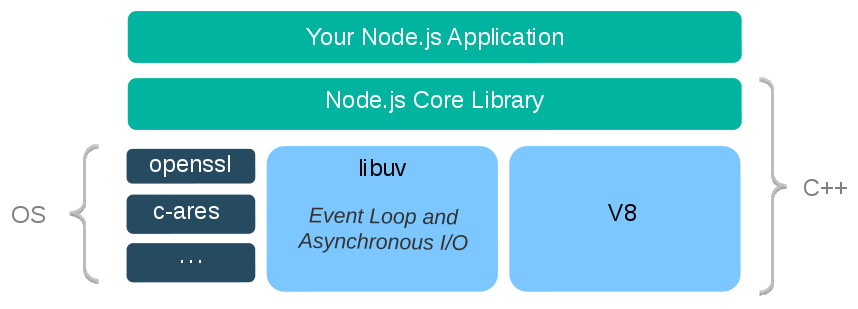 Your Node.js Application
Node.js Core Library
openssl
c-ares
...
libuv
Event Loop and
Asynchronous I/O
V8
OS
C++